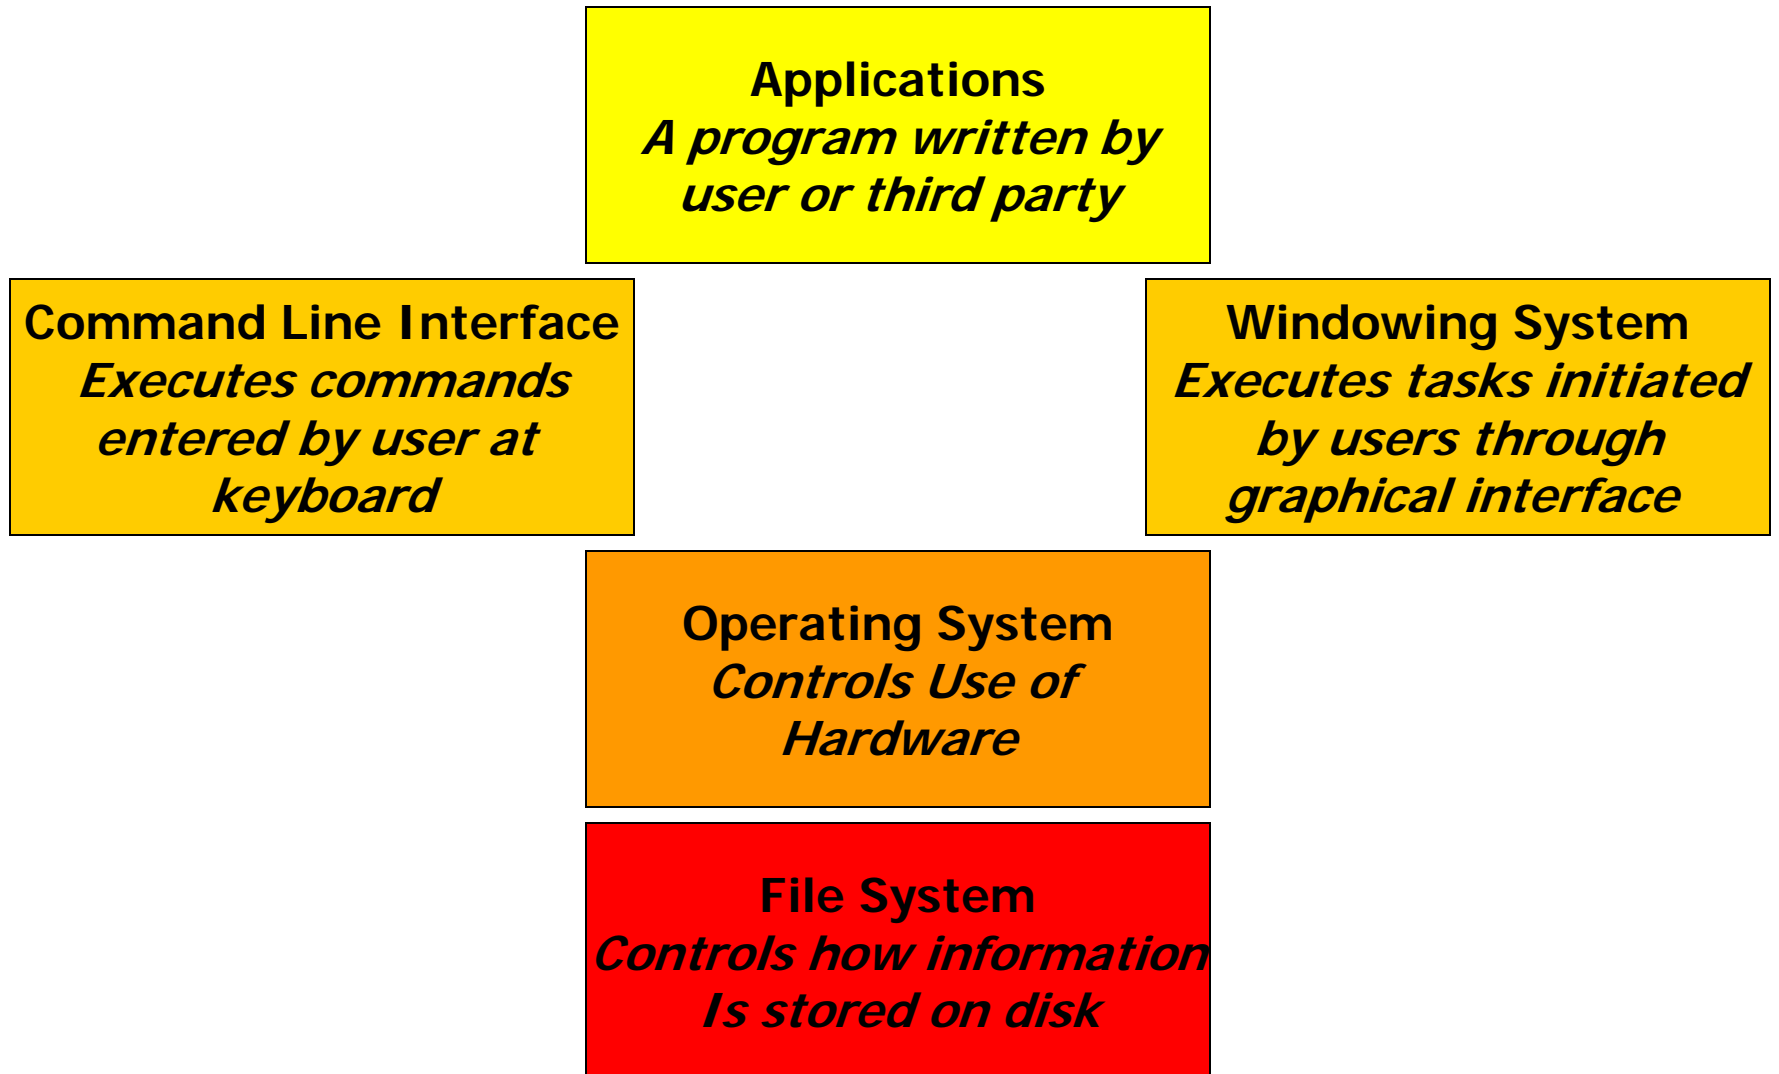 Applications
A program written by
user or third party
Command Line Interface
Executes commands
entered by user at
keyboard
Windowing System
Executes tasks initiated
by users through
graphical interface
Operating System
Controls Use of
Hardware
File System
Controls how information
Is stored on disk